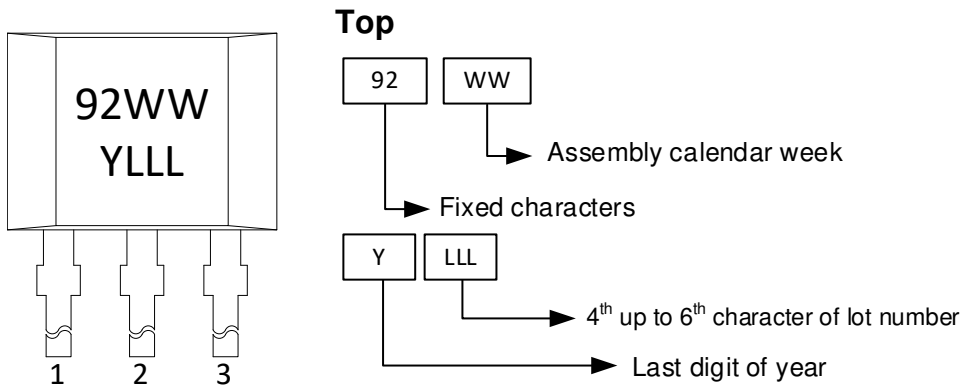 Top
92WW
YLLL
1 2 3
92 WW
Assembly calendar week
Fixed characters
Y LLL
4th up to 6th character of lot number
Last digit of year